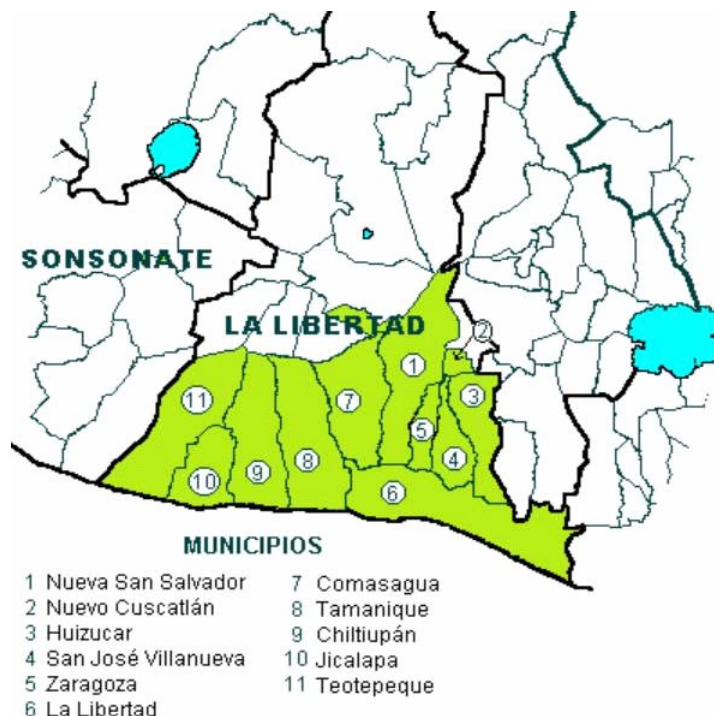 SONSONATE
LA LIBERTAD
2
1
3
11
7
5
4
10
9
8
6
MUNICIPIOS
1 Nueva San Salvador
2 Nuevo Cuscatlán
3 Huizucar
4 San José Villanueva
5 Zaragoza
6 La Libertad
7 Comasagua
8 Tamanique
9 Chiltiupán
10 Jicalapa
11 Teotepeque